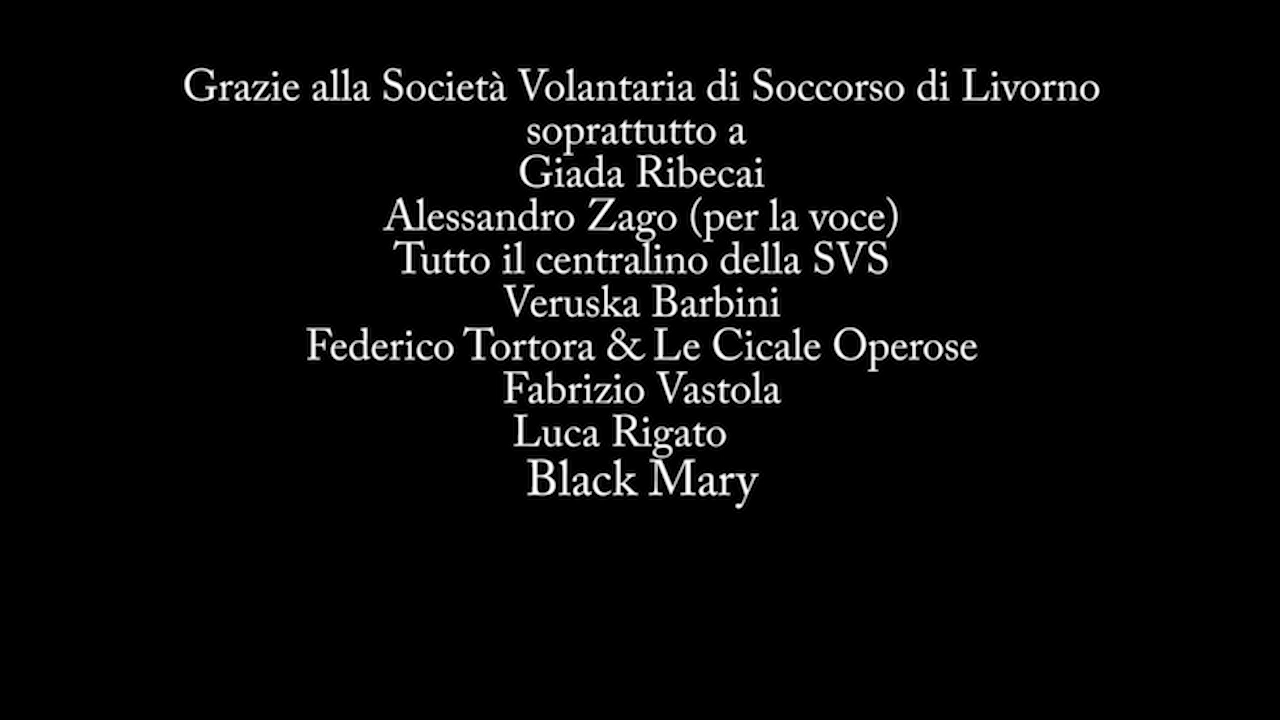 Grazie alla Società Volantaria di Soccorso di Livorno
soprattutto a
Giada Ribecai
Alessandro Zago (per la voce)
Tutto il centralino della SVS
Veruska Barbini
Federico Tortora & Le Cicale Operose
Fabrizio Vastola
Luca Rigato
Black Mary